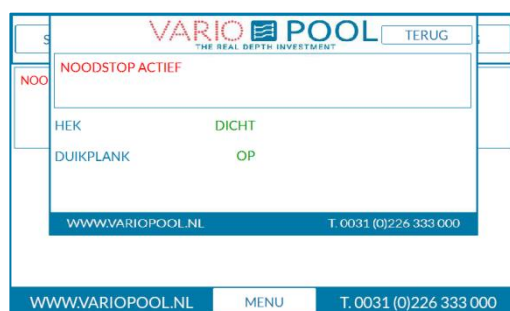 VARIO POOL
THE REAL DEPTH INVESTMENT
TERUG
NOO
NOODSTOP ACTIEF
HEK DICHT
DUIKPLANK OP
WWW.VARIOPOOL.NL T. 0031 (0)226 333 000
WWW.VARIOPOOL.NL MENU T. 0031 (0)226 333 000